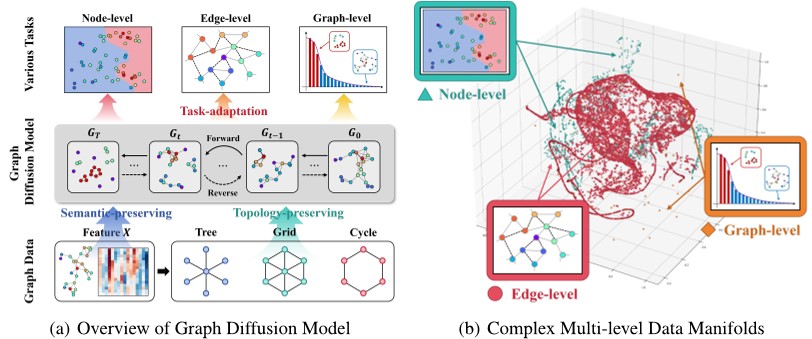 Various Tasks
Node-level
Edge-level
Graph-level
Task-adaptation
Graph
Diffusion Model
G_T
G_t
Forward
G_{t−1}
G_0
...
...
...
...
Reverse
Semantic-preserving
Topology-preserving
Graph Data
Feature X
Tree
Grid
Cycle
(a) Overview of Graph Diffusion Model
Node-level
Graph-level
Edge-level
(b) Complex Multi-level Data Manifolds